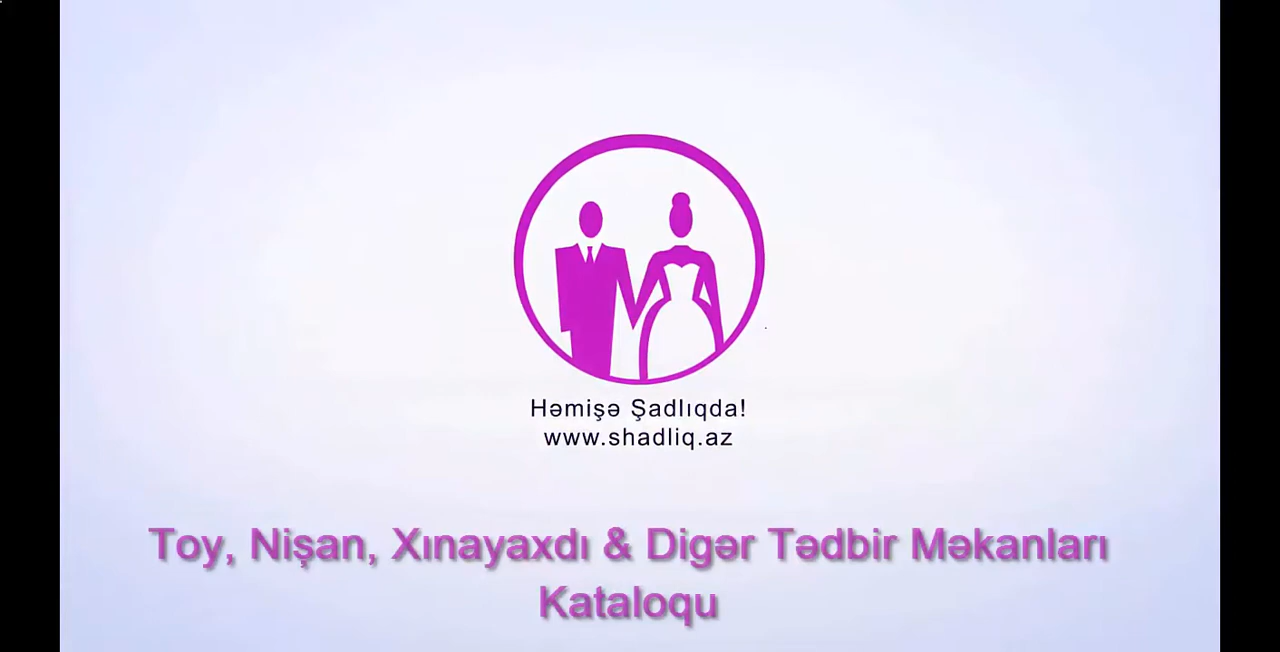 Həmişə Şadlıqda!
www.shadliq.az
Toy, Nişan, Xınayaxdı & Digər Tədbir Məkanları
Kataloqu